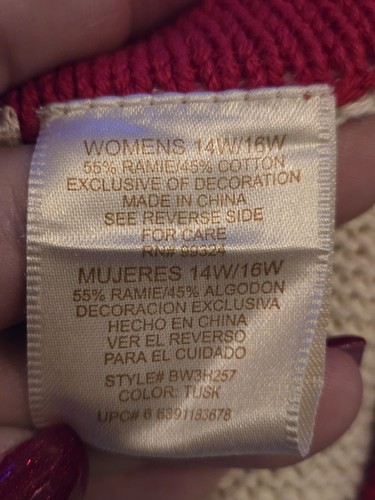 WOMENS 14W/16W
55% RAMIE/45% COTTON
EXCLUSIVE OF DECORATION
MADE IN CHINA
SEE REVERSE SIDE
FOR CARE
RN# 99324
MUJERES 14W/16W
55% RAMIE/45% ALGODON
DECORACION EXCLUSIVA
HECHO EN CHINA
VER EL REVERSO
PARA EL CUIDADO
STYLE# BW3H257
COLOR: TUSK
UPC# 6 6391183678